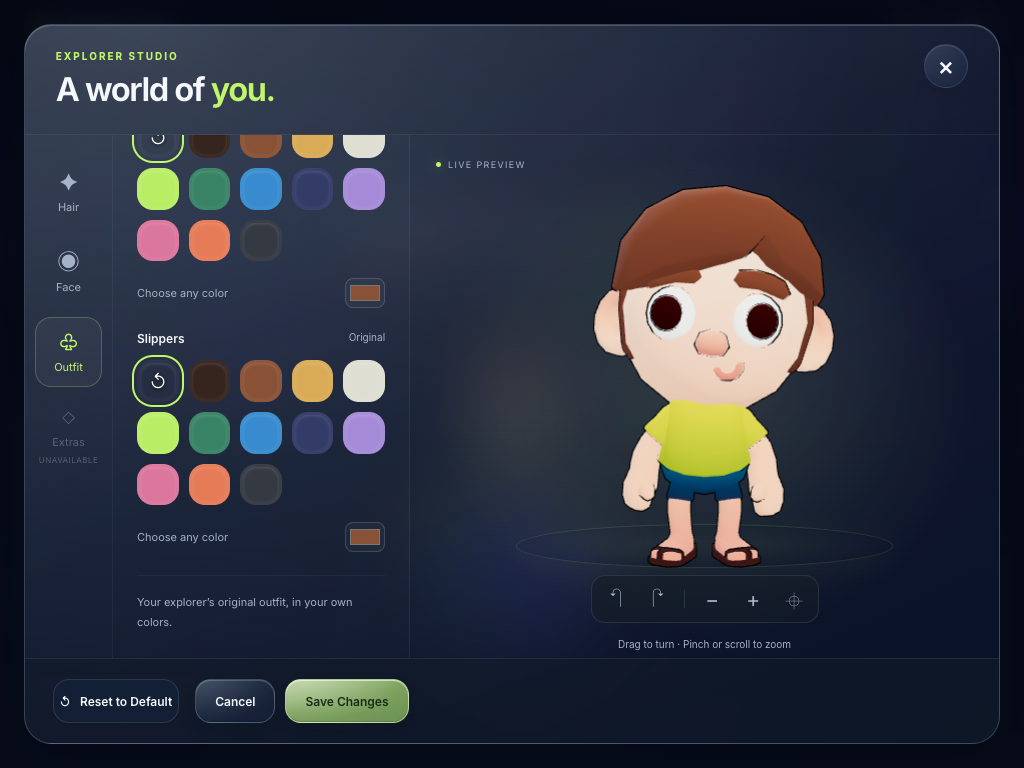 EXPLORER STUDIO
A world of you.
LIVE PREVIEW
Hair
Face
Outfit
Extras
UNAVAILABLE
Choose any color
Slippers
Original
Choose any color
Your explorer's original outfit, in your own
colors.
Drag to turn · Pinch or scroll to zoom
Reset to Default
Cancel
Save Changes